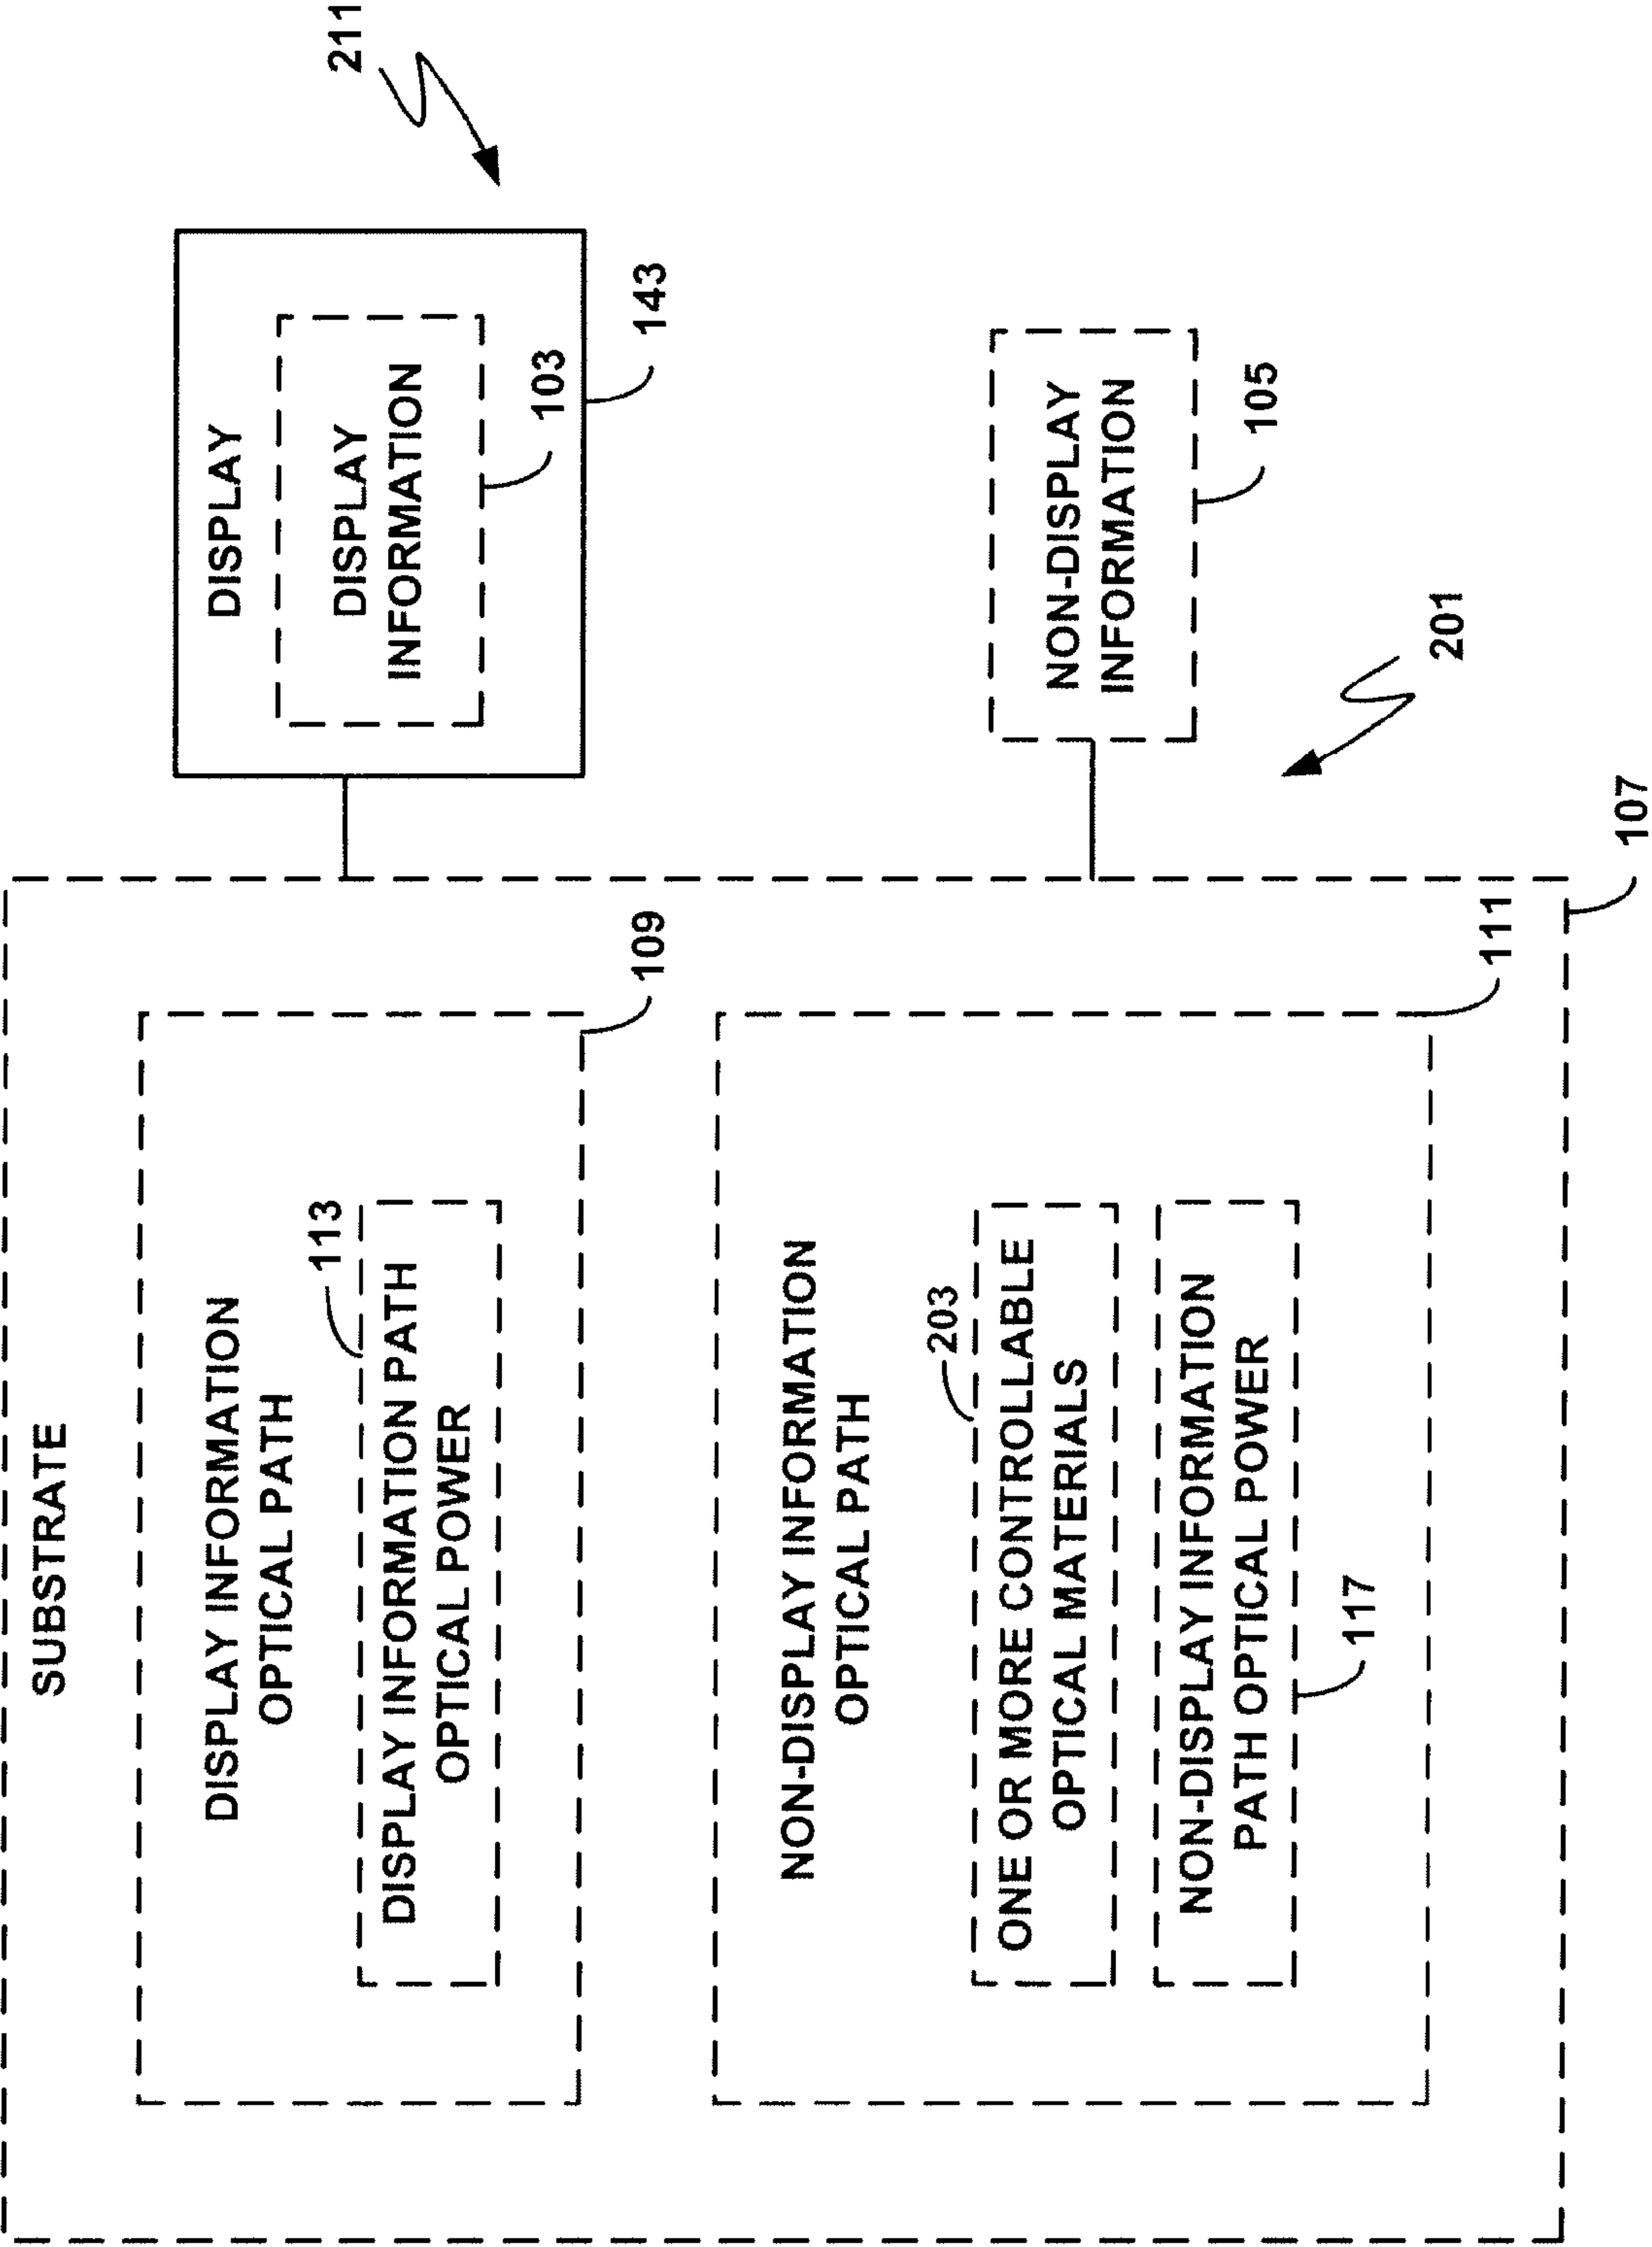 SUBSTRATE
DISPLAY INFORMATION
OPTICAL PATH
113
DISPLAY INFORMATION PATH
OPTICAL POWER
109
NON-DISPLAY INFORMATION
OPTICAL PATH
203
ONE OR MORE CONTROLLABLE
OPTICAL MATERIALS
NON-DISPLAY INFORMATION
PATH OPTICAL POWER
117
111
107
DISPLAY
DISPLAY
INFORMATION
103
143
211
NON-DISPLAY
INFORMATION
105
201